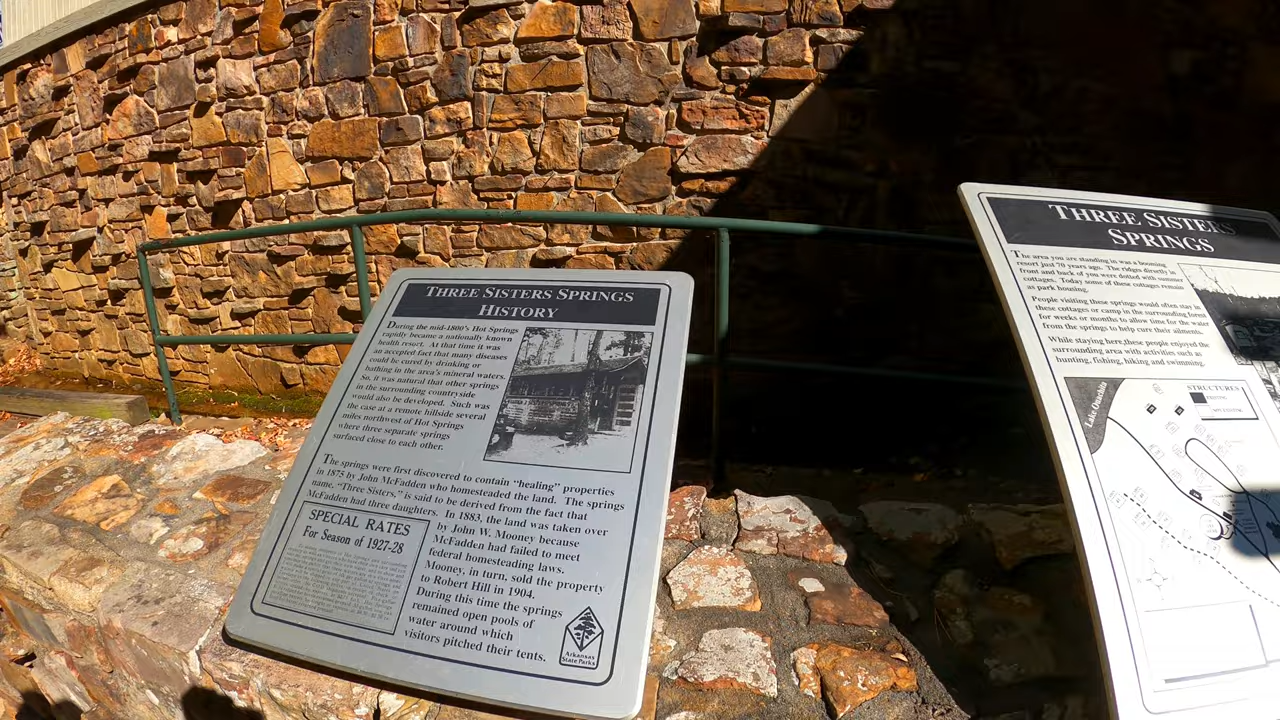 THREE SISTERS SPRINGS
HISTORY
During the mid-1800's Hot Springs
rapidly became a nationally known
health resort. At that time it was
an accepted fact that many diseases
could be cured by drinking or
bathing in the area's mineral waters.
So, it was natural that other springs
in the surrounding countryside
would also be developed. Such was
the case at a remote hillside several
miles northwest of Hot Springs
where three separate springs
surfaced close to each other.
The springs were first discovered to contain "healing" properties
in 1875 by John McFadden who homesteaded the land. The springs
name, "Three Sisters," is said to be derived from the fact that
McFadden had three daughters. In 1883, the land was taken over
by John W. Mooney because
McFadden had failed to meet
federal homesteading laws.
Mooney, in turn, sold the property
to Robert Hill in 1904.
During this time the springs
remained open pools of
water around which
visitors pitched their tents.
SPECIAL RATES
For Season of 1927-28
Arkansas
State Parks
THREE SISTERS
SPRINGS
The area you are standing in was a booming
resort just 70 years ago. The ridges directly in
front and back of you were dotted with summer
cottages. Today some of these cottages remain
as park housing.
People visiting these springs would often stay in
these cottages or camp in the surrounding forest
for weeks or months to allow time for the water
from the springs to help cure their ailments.
While staying here, these people enjoyed the
surrounding area with activities such as
hunting, fishing, hiking and swimming.
Lake Ouachita
STRUCTURES